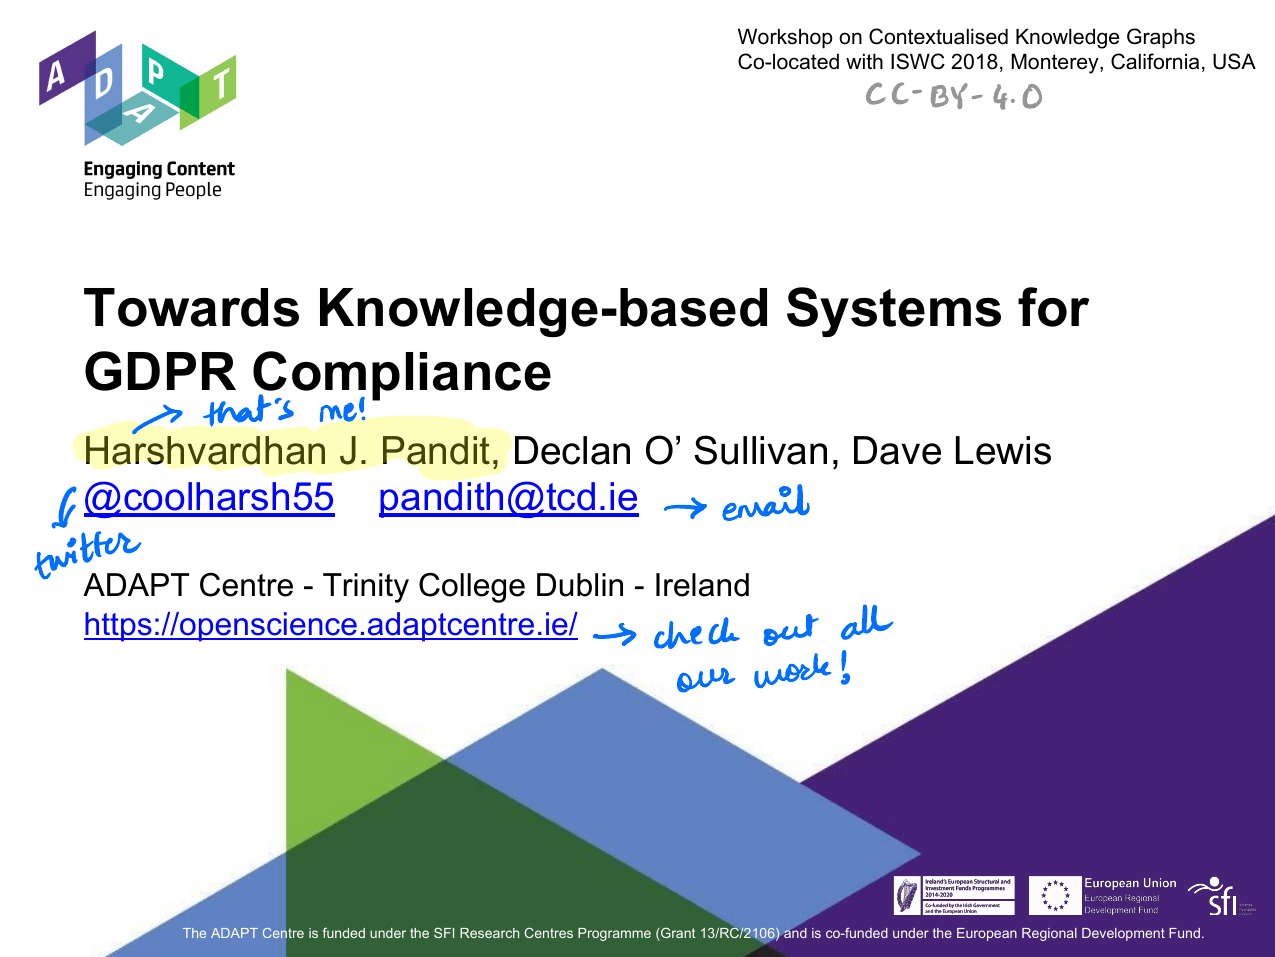 ADAPT
Engaging Content
Engaging People
Workshop on Contextualised Knowledge Graphs
Co-located with ISWC 2018, Monterey, California, USA
CC-BY-4.0
Towards Knowledge-based Systems for
GDPR Compliance
that's me!
Harshvardhan J. Pandit, Declan O’ Sullivan, Dave Lewis
@coolharsh55 pandith@tcd.ie
email
twitter
ADAPT Centre - Trinity College Dublin - Ireland
https://openscience.adaptcentre.ie/
check out all
our work!
Ireland's European Structural and
Investment Funds Programmes
2014-2020
Co-funded by the Irish Government
and the European Union
European Union
European Regional
Development Fund
sfi
The ADAPT Centre is funded under the SFI Research Centres Programme (Grant 13/RC/2106) and is co-funded under the European Regional Development Fund.